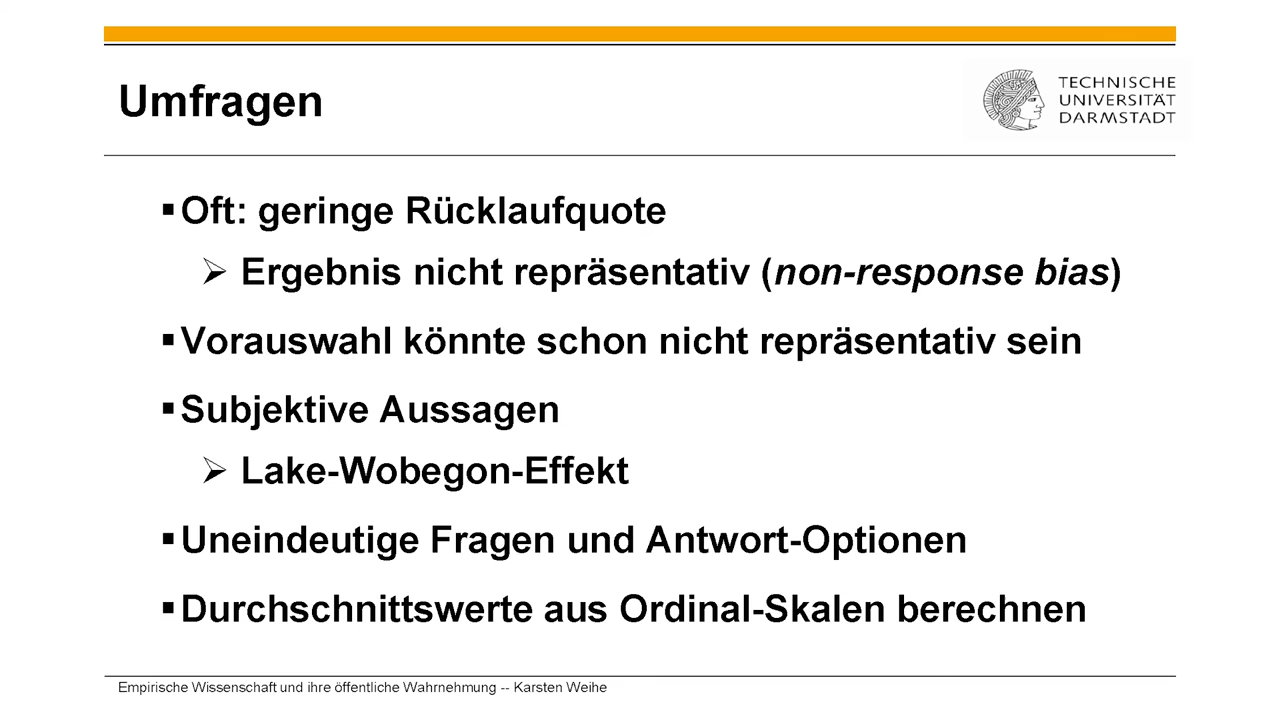 Umfragen
TECHNISCHE
UNIVERSITÄT
DARMSTADT
▪ Oft: geringe Rücklaufquote
➢ Ergebnis nicht repräsentativ (non-response bias)
▪ Vorauswahl könnte schon nicht repräsentativ sein
▪ Subjektive Aussagen
➢ Lake-Wobegon-Effekt
▪ Uneindeutige Fragen und Antwort-Optionen
▪ Durchschnittswerte aus Ordinal-Skalen berechnen
Empirische Wissenschaft und ihre öffentliche Wahrnehmung -- Karsten Weihe